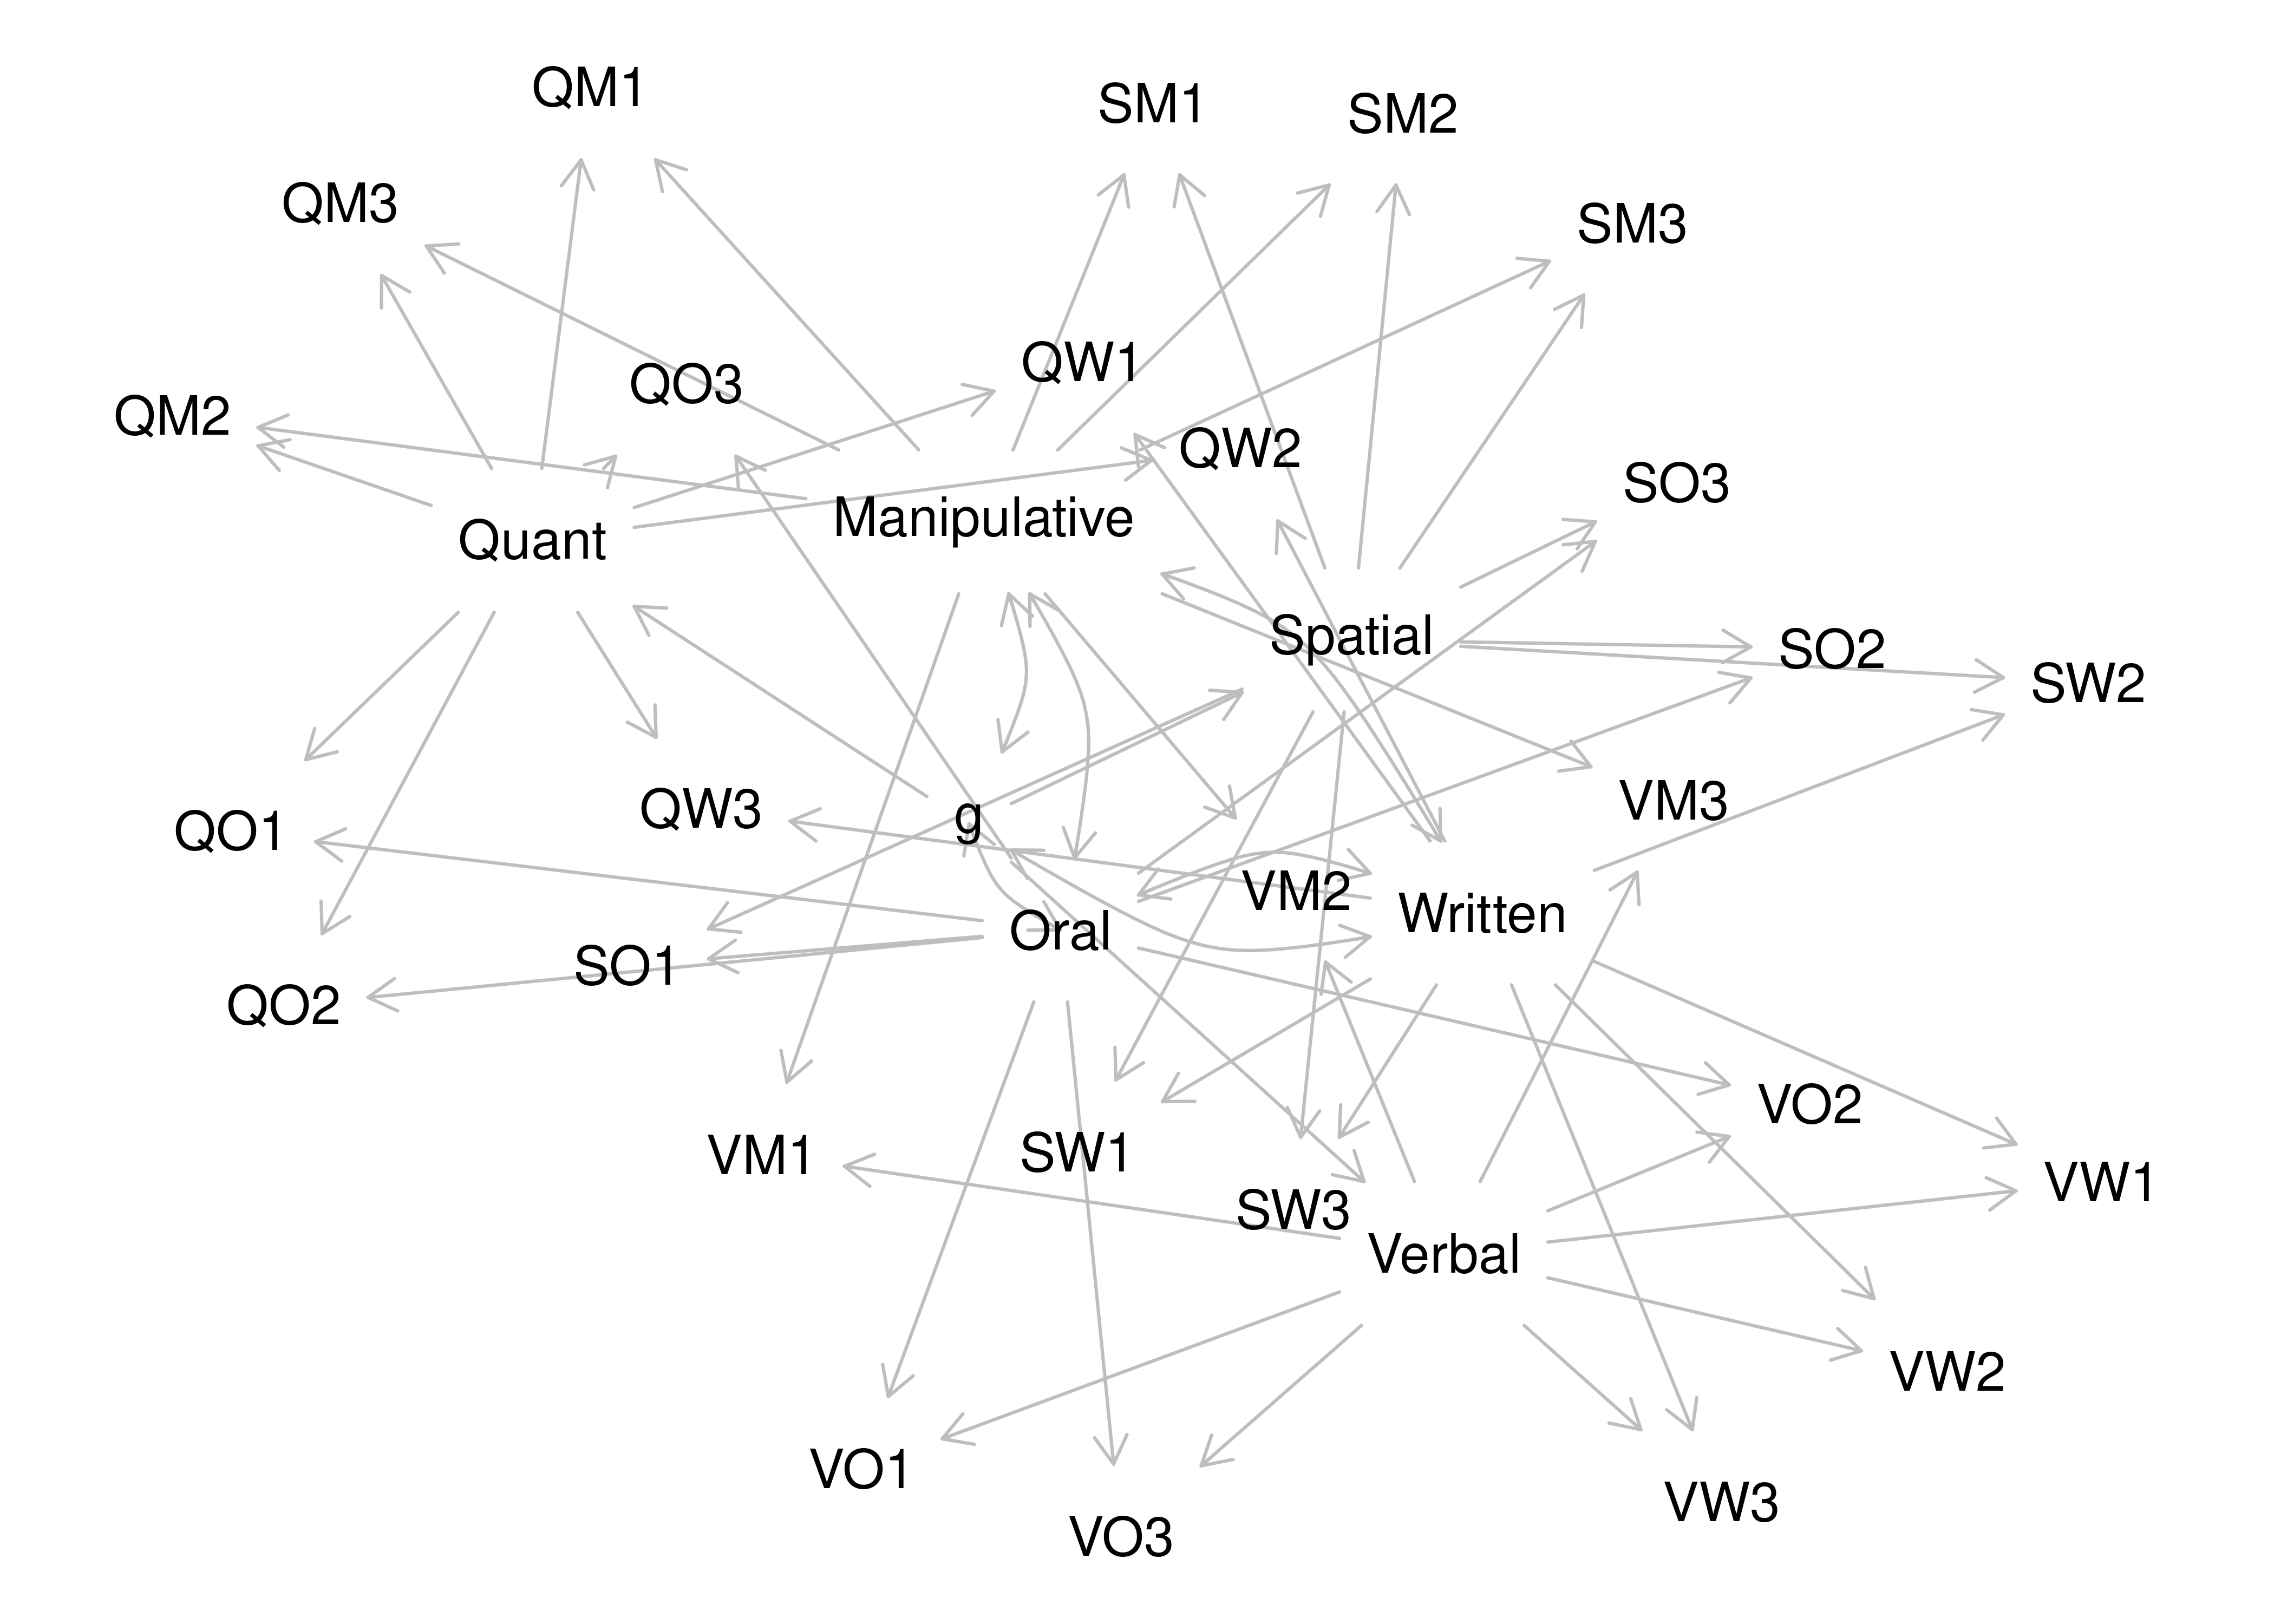 QM1
SM1
SM2
QM3
SM3
QW1
QO3
QM2
QW2
SO3
Manipulative
Quant
Spatial
SO2
SW2
VM3
QW3
g
QO1
VM2
Written
Oral
SO1
QO2
VO2
SW1
VM1
VW1
SW3
Verbal
VW2
VO1
VW3
VO3